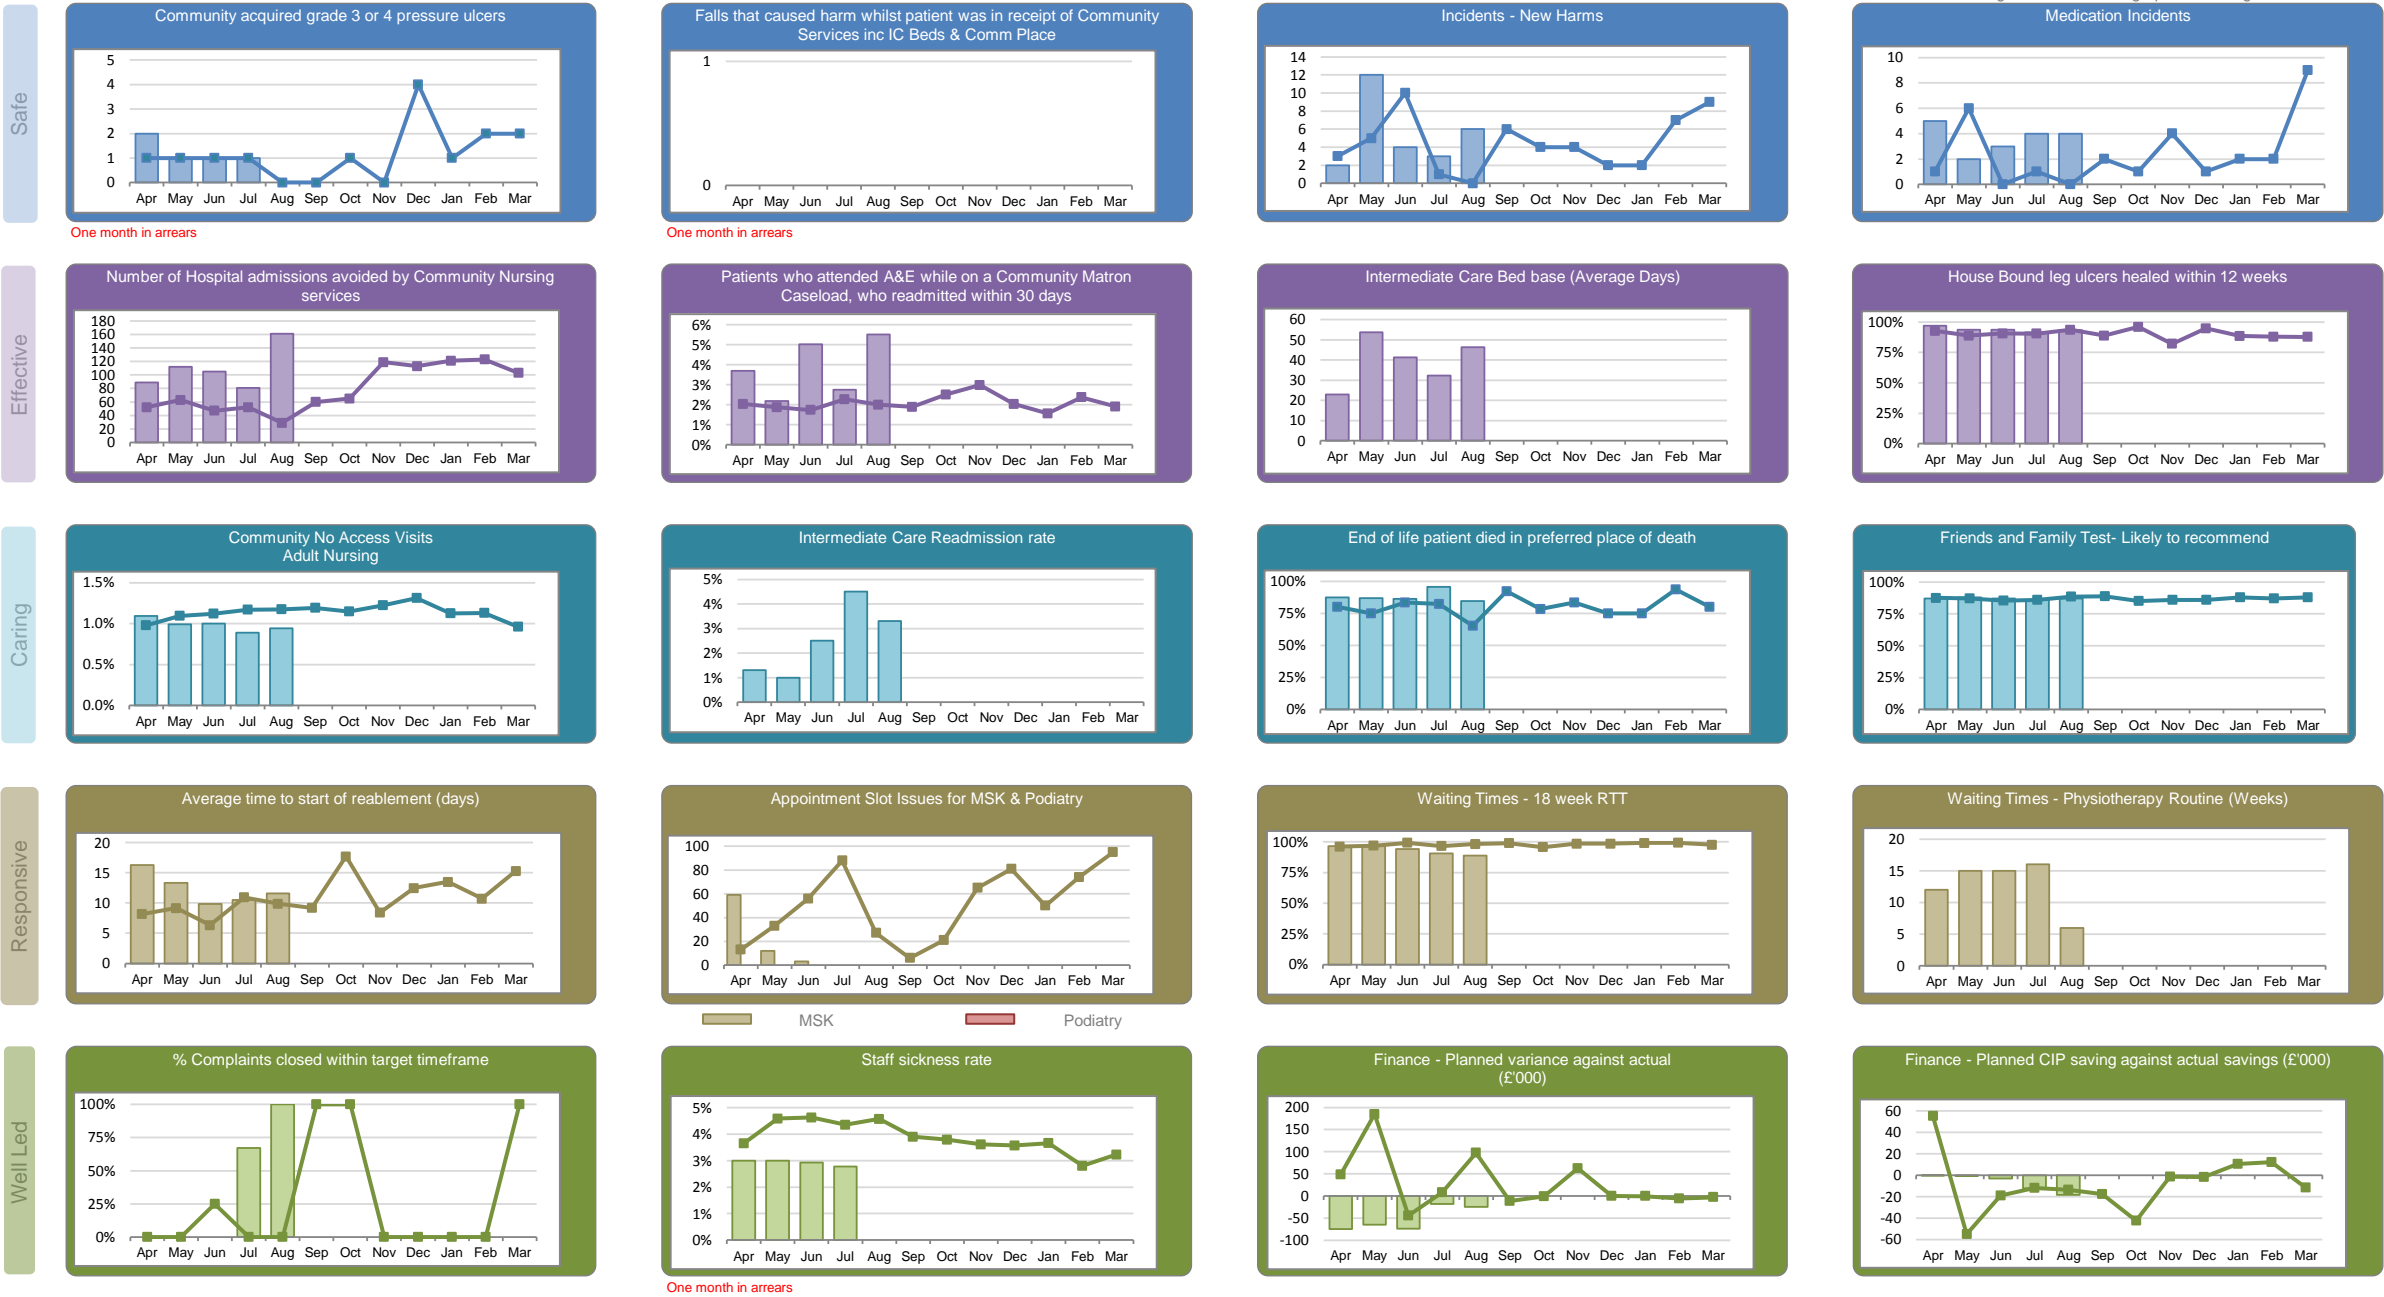 Safe
Community acquired grade 3 or 4 pressure ulcers
5
4
3
2
1
0
Apr May Jun Jul Aug Sep Oct Nov Dec Jan Feb Mar
One month in arrears
Falls that caused harm whilst patient was in receipt of Community
Services inc IC Beds & Comm Place
1
0
Apr May Jun Jul Aug Sep Oct Nov Dec Jan Feb Mar
One month in arrears
Incidents - New Harms
14
12
10
8
6
4
2
0
Apr May Jun Jul Aug Sep Oct Nov Dec Jan Feb Mar
Medication Incidents
10
8
6
4
2
0
Apr May Jun Jul Aug Sep Oct Nov Dec Jan Feb Mar
Effective
Number of Hospital admissions avoided by Community Nursing
services
180
160
140
120
100
80
60
40
20
0
Apr May Jun Jul Aug Sep Oct Nov Dec Jan Feb Mar
Patients who attended A&E while on a Community Matron
Caseload, who readmitted within 30 days
6%
5%
4%
3%
2%
1%
0%
Apr May Jun Jul Aug Sep Oct Nov Dec Jan Feb Mar
Intermediate Care Bed base (Average Days)
60
50
40
30
20
10
0
Apr May Jun Jul Aug Sep Oct Nov Dec Jan Feb Mar
House Bound leg ulcers healed within 12 weeks
100%
75%
50%
25%
0%
Apr May Jun Jul Aug Sep Oct Nov Dec Jan Feb Mar
Caring
Community No Access Visits
Adult Nursing
1.5%
1.0%
0.5%
0.0%
Apr May Jun Jul Aug Sep Oct Nov Dec Jan Feb Mar
Intermediate Care Readmission rate
5%
4%
3%
2%
1%
0%
Apr May Jun Jul Aug Sep Oct Nov Dec Jan Feb Mar
End of life patient died in preferred place of death
100%
75%
50%
25%
0%
Apr May Jun Jul Aug Sep Oct Nov Dec Jan Feb Mar
Friends and Family Test- Likely to recommend
100%
75%
50%
25%
0%
Apr May Jun Jul Aug Sep Oct Nov Dec Jan Feb Mar
Responsive
Average time to start of reablement (days)
20
15
10
5
0
Apr May Jun Jul Aug Sep Oct Nov Dec Jan Feb Mar
Appointment Slot Issues for MSK & Podiatry
100
80
60
40
20
0
Apr May Jun Jul Aug Sep Oct Nov Dec Jan Feb Mar
MSK Podiatry
Waiting Times - 18 week RTT
100%
75%
50%
25%
0%
Apr May Jun Jul Aug Sep Oct Nov Dec Jan Feb Mar
Waiting Times - Physiotherapy Routine (Weeks)
20
15
10
5
0
Apr May Jun Jul Aug Sep Oct Nov Dec Jan Feb Mar
Well Led
% Complaints closed within target timeframe
100%
75%
50%
25%
0%
Apr May Jun Jul Aug Sep Oct Nov Dec Jan Feb Mar
Staff sickness rate
5%
4%
3%
2%
1%
0%
Apr May Jun Jul Aug Sep Oct Nov Dec Jan Feb Mar
One month in arrears
Finance - Planned variance against actual
(£'000)
200
150
100
50
0
-50
-100
Apr May Jun Jul Aug Sep Oct Nov Dec Jan Feb Mar
Finance - Planned CIP saving against actual savings (£'000)
60
40
20
0
-20
-40
-60
Apr May Jun Jul Aug Sep Oct Nov Dec Jan Feb Mar